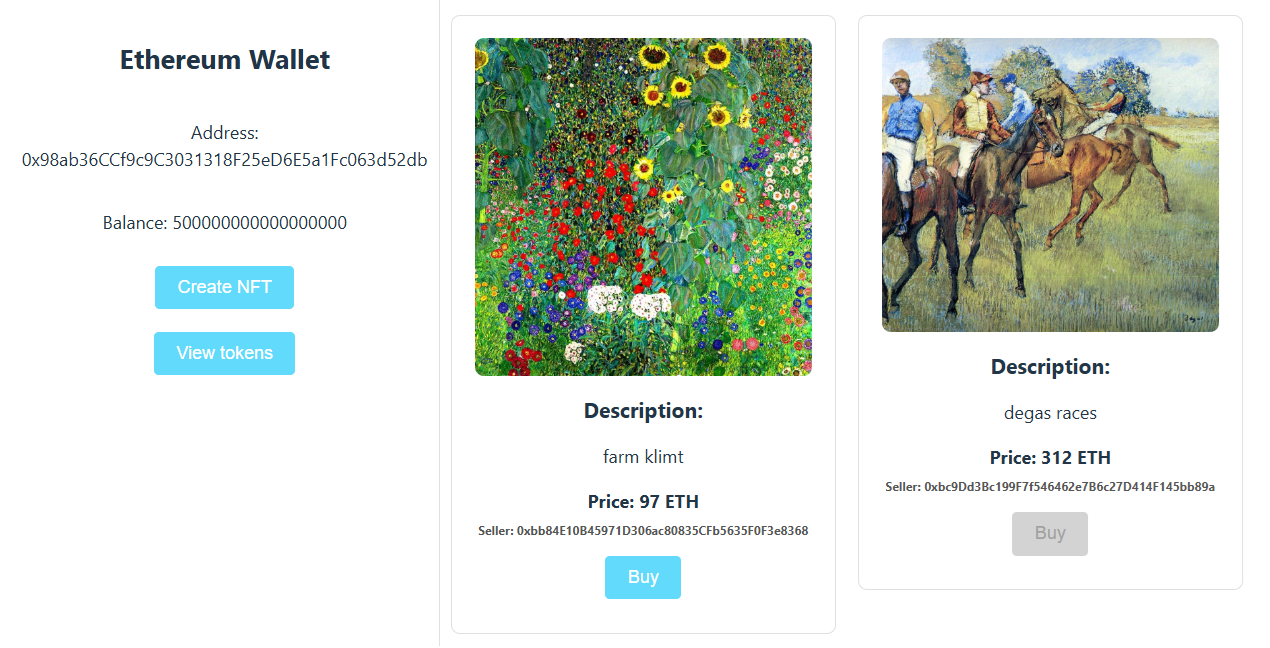 Ethereum Wallet
Address:
0x98ab36CCf9c9C3031318F25eD6E5a1Fc063d52db
Balance: 500000000000000000
Create NFT
View tokens
Description:
farm klimt
Price: 97 ETH
Seller: 0xbb84E10B45971D306ac80835CFb5635F0F3e8368
Buy
Description:
degas races
Price: 312 ETH
Seller: 0xbc9Dd3Bc199F7f546462e7B6c27D414F145bb89a
Buy